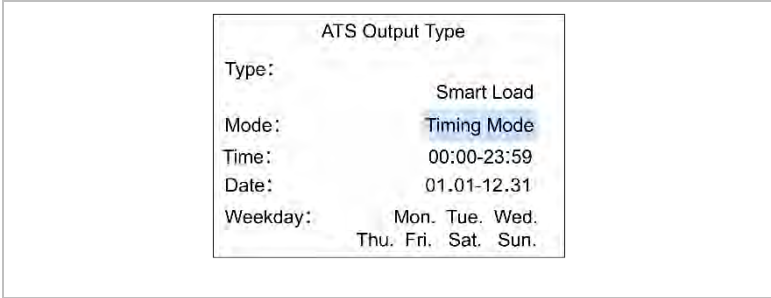 ATS Output Type
Type:
Smart Load
Mode: Timing Mode
Time: 00:00-23:59
Date: 01.01-12.31
Weekday: Mon. Tue. Wed.
Thu. Fri. Sat. Sun.